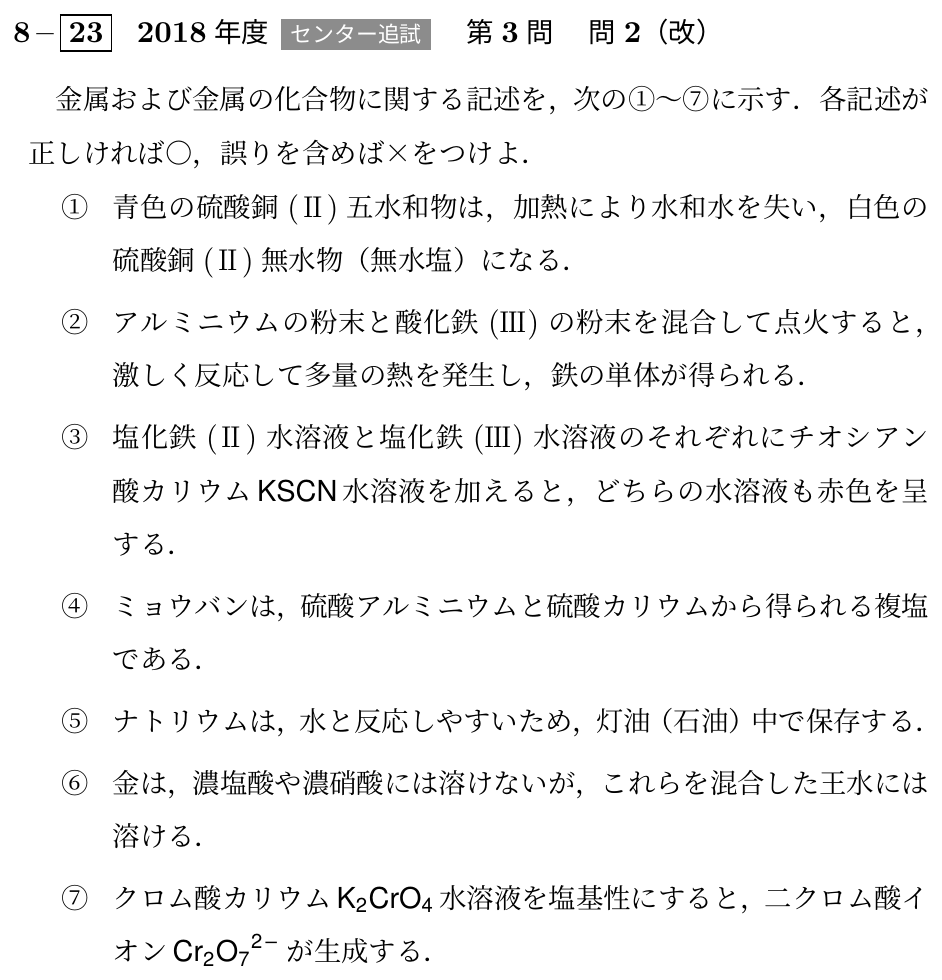 8－23 2018 年度 センター追試 第 3 問 問 2（改）
金属および金属の化合物に関する記述を，次の①～⑦に示す．各記述が
正しければ○，誤りを含めば×をつけよ．
① 青色の硫酸銅 (Ⅱ) 五水和物は，加熱により水和水を失い，白色の
硫酸銅 (Ⅱ) 無水物（無水塩）になる．
② アルミニウムの粉末と酸化鉄 (Ⅲ) の粉末を混合して点火すると，
激しく反応して多量の熱を発生し，鉄の単体が得られる．
③ 塩化鉄 (Ⅱ) 水溶液と塩化鉄 (Ⅲ) 水溶液のそれぞれにチオシアン
酸カリウム KSCN 水溶液を加えると，どちらの水溶液も赤色を呈
する．
④ ミョウバンは，硫酸アルミニウムと硫酸カリウムから得られる複塩
である．
⑤ ナトリウムは，水と反応しやすいため，灯油（石油）中で保存する．
⑥ 金は，濃塩酸や濃硝酸には溶けないが，これらを混合した王水には
溶ける．
⑦ クロム酸カリウム K₂CrO₄ 水溶液を塩基性にすると，二クロム酸イ
オン Cr₂O₇²⁻ が生成する．